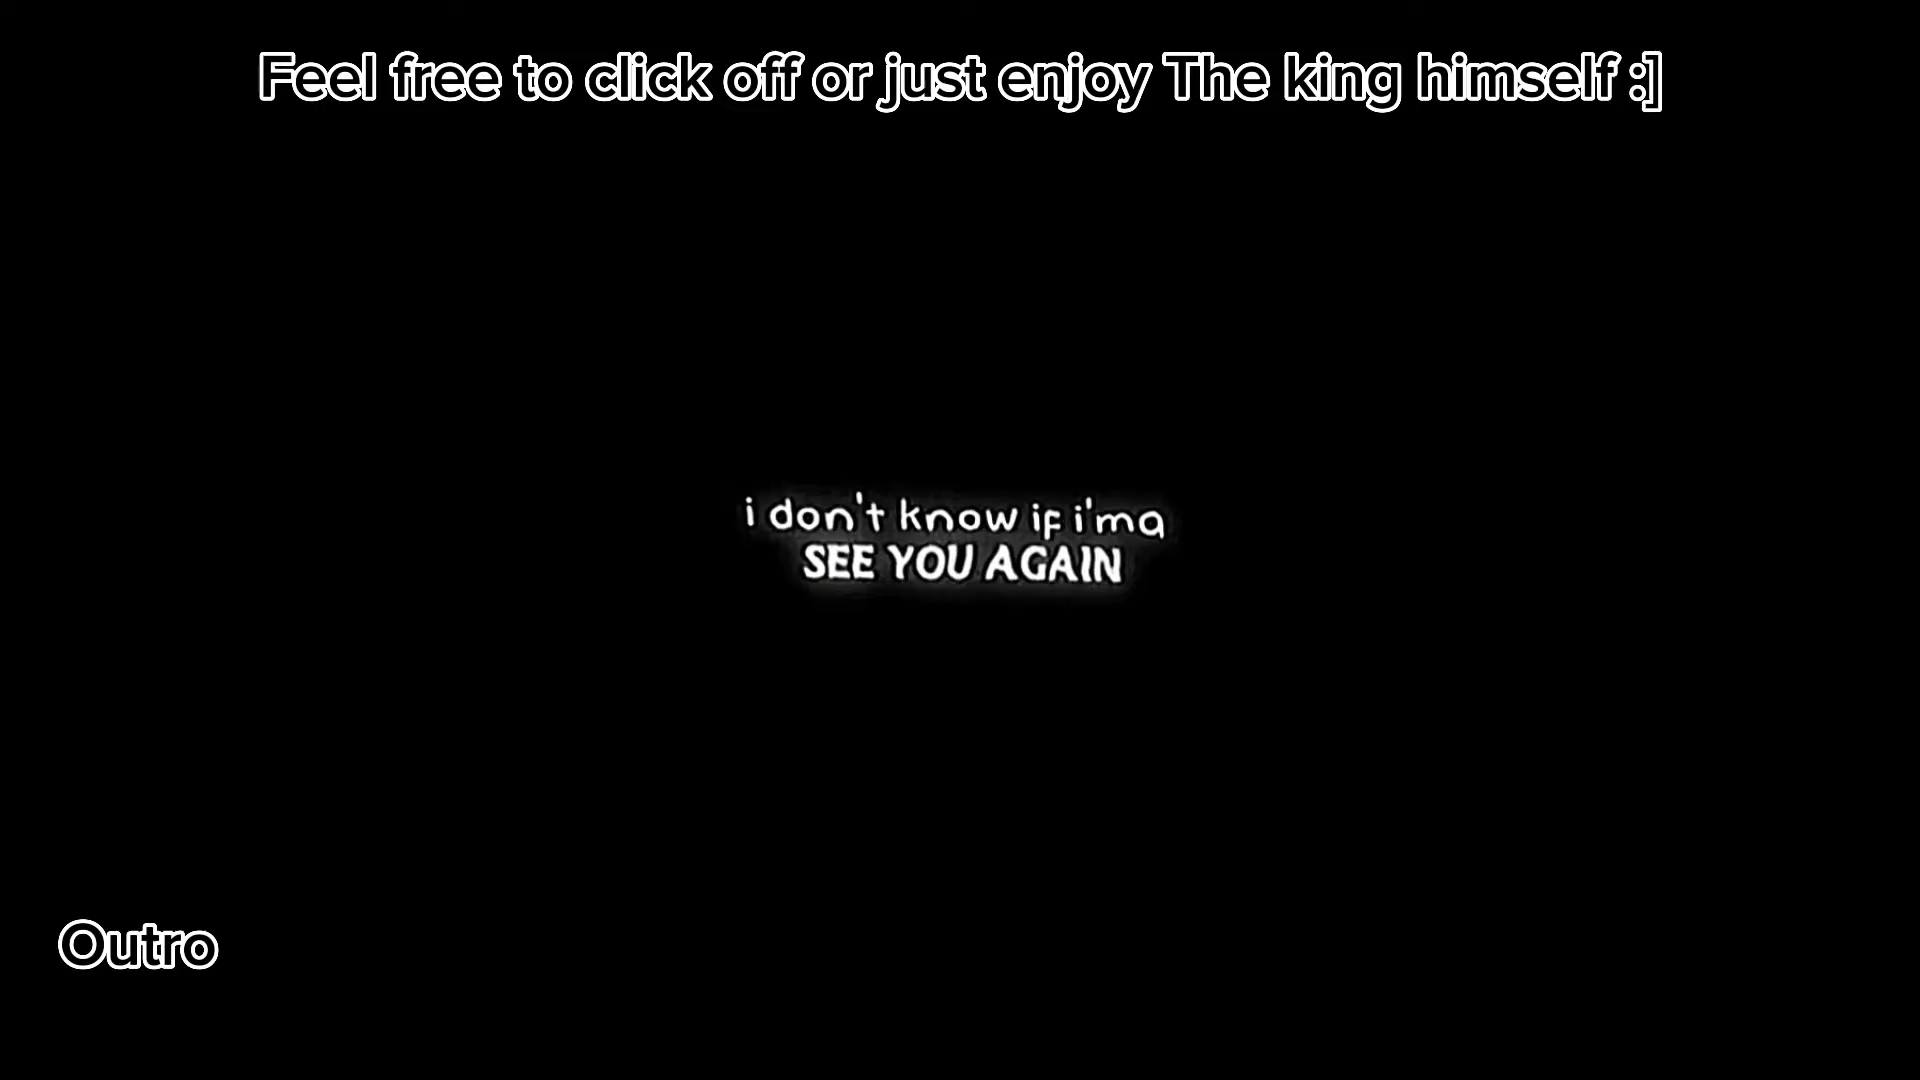 Feel free to click off or just enjoy The king himself :]
i don't know if i'ma
SEE YOU AGAIN
Outro